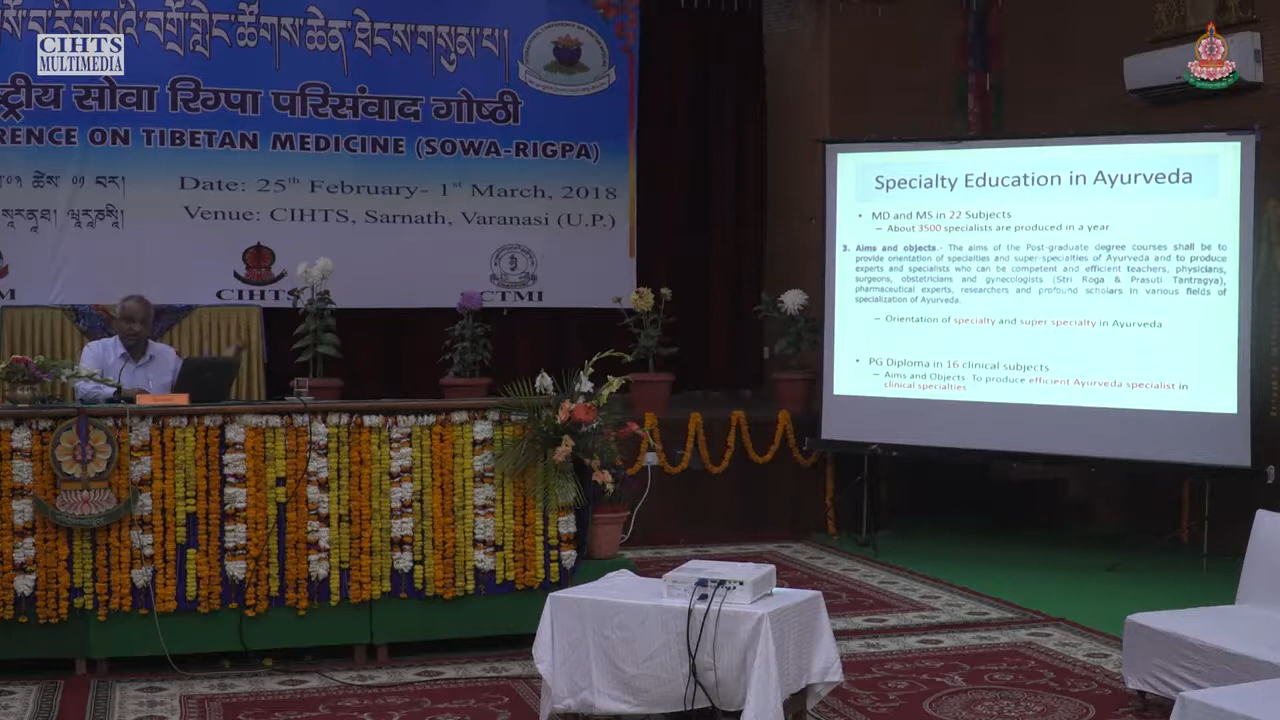 CIHTS
MULTIMEDIA
ष्ट्रीय सोवा रिग्पा परिसंवाद गोष्ठी
RENCE ON TIBETAN MEDICINE (SOWA-RIGPA)
Date: 25th February- 1st March, 2018
Venue: CIHTS, Sarnath, Varanasi (U.P.)
CIHTS
CTMI
Specialty Education in Ayurveda
• MD and MS in 22 Subjects
– About 3500 specialists are produced in a year
3. Aims and objects.- The aims of the Post-graduate degree courses shall be to
provide orientation of specialties and super-specialties of Ayurveda and to produce
experts and specialists who can be competent and efficient teachers, physicians,
surgeons, obstetricians and gynecologists (Stri Roga & Prasuti Tantragya),
pharmaceutical experts, researchers and profound scholars in various fields of
specialization of Ayurveda.
– Orientation of specialty and super specialty in Ayurveda
• PG Diploma in 16 clinical subjects
– Aims and Objects- To produce efficient Ayurveda specialist in
clinical specialties